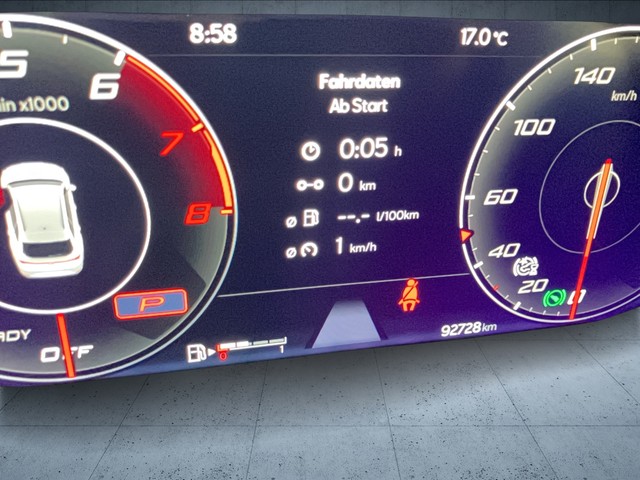 8:58
17.0 °C
Fahrdaten
Ab Start
0:05 h
0 km
ø --.- l/100km
ø 1 km/h
5
6
7
8
min x1000
P
OFF
1
140
km/h
100
60
40
20
0
92728 km